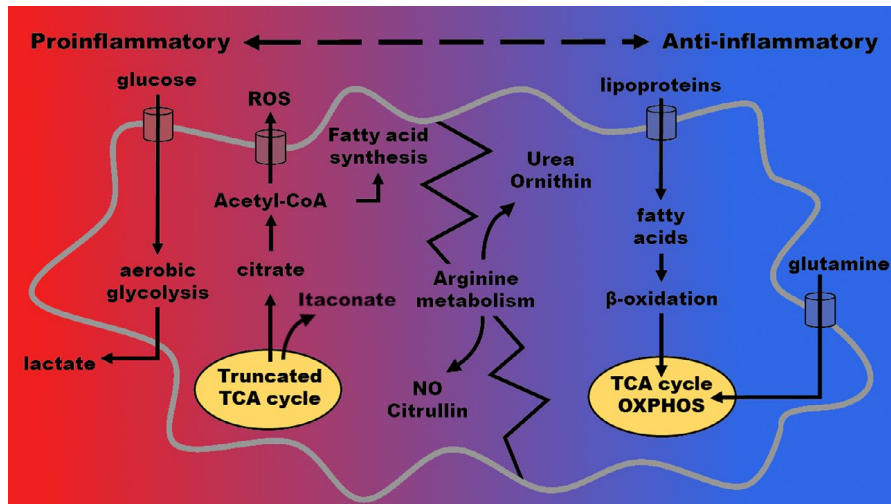 Proinflammatory
Anti-inflammatory
glucose
ROS
Fatty acid
synthesis
Acetyl-CoA
citrate
aerobic
glycolysis
Itaconate
lactate
Truncated
TCA cycle
Urea
Ornithin
Arginine
metabolism
NO
Citrullin
lipoproteins
fatty
acids
glutamine
β-oxidation
TCA cycle
OXPHOS